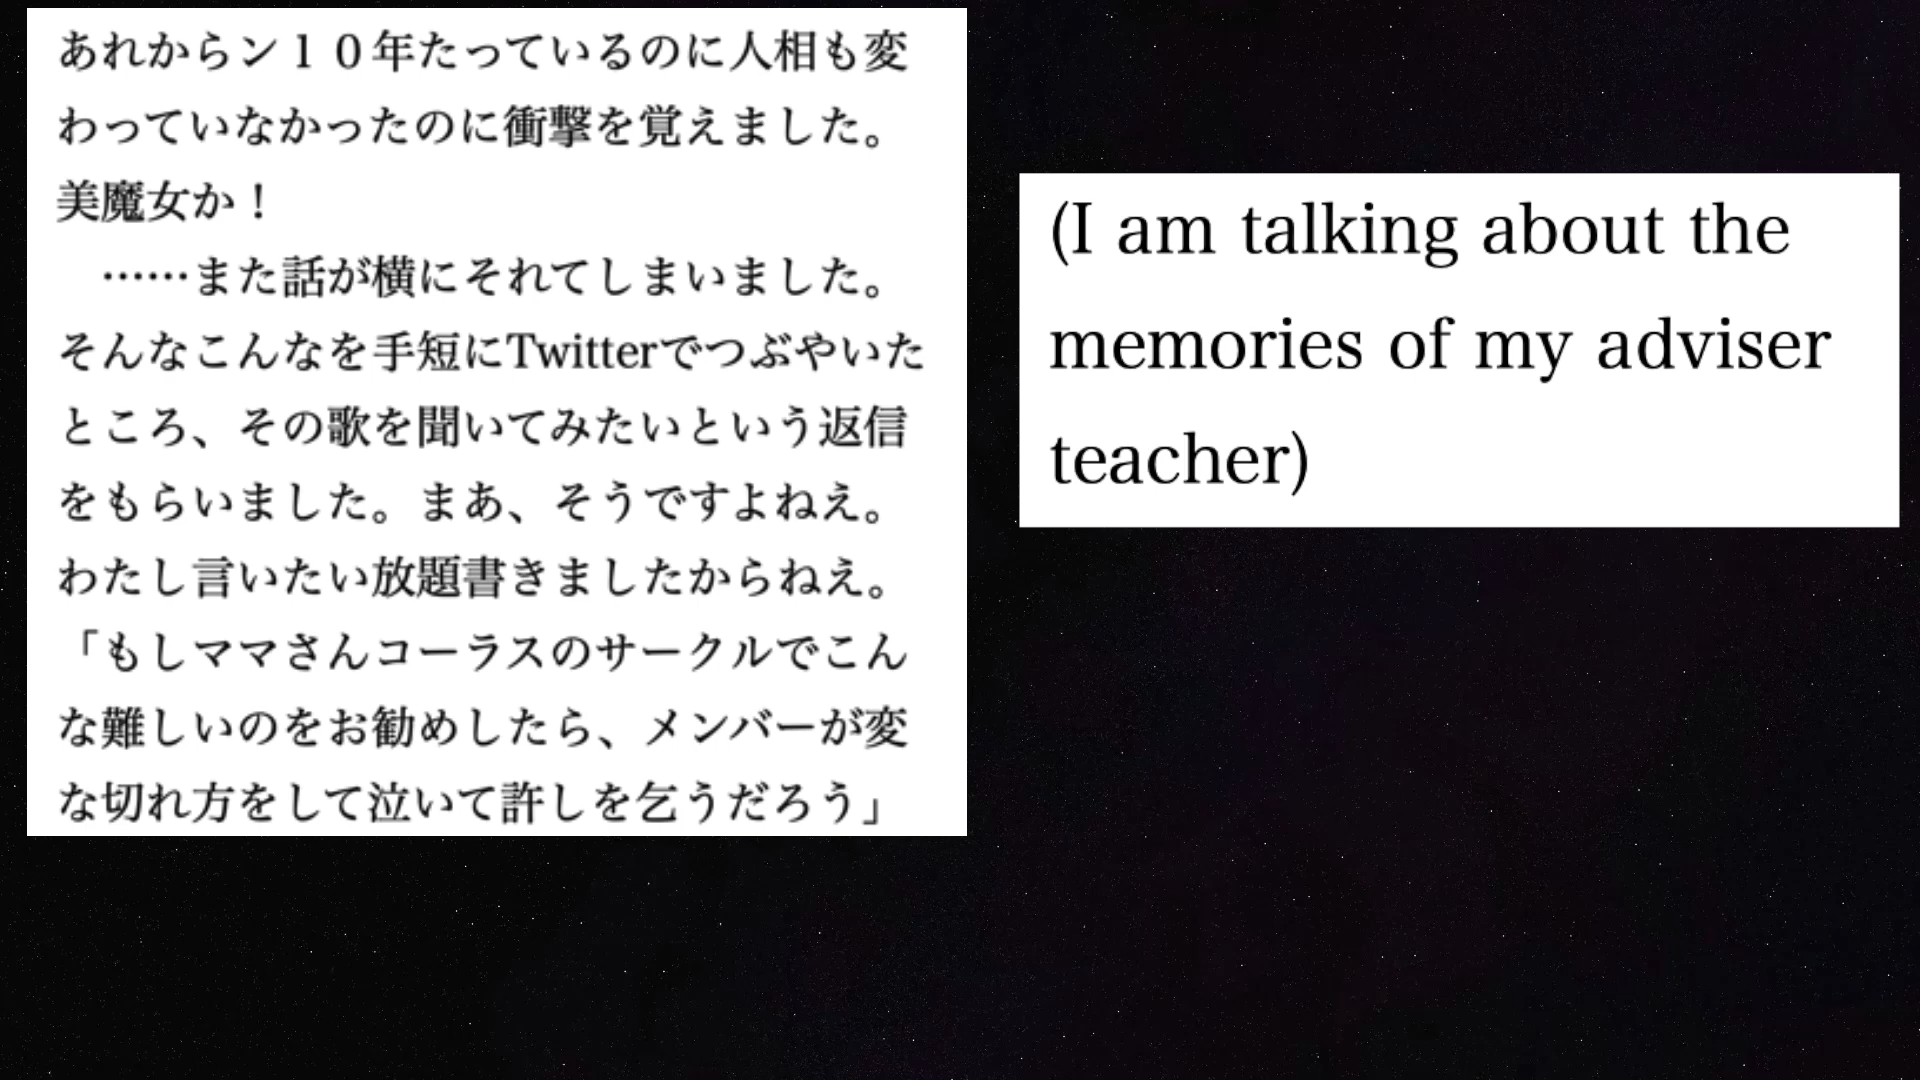 あれからン１０年たっているのに人相も変
わっていなかったのに衝撃を覚えました。
美魔女か！
　……また話が横にそれてしまいました。
そんなこんなを手短にTwitterでつぶやいた
ところ、その歌を聞いてみたいという返信
をもらいました。まあ、そうですよねえ。
わたし言いたい放題書きましたからねえ。
「もしママさんコーラスのサークルでこん
な難しいのをお勧めしたら、メンバーが変
な切れ方をして泣いて許しを乞うだろう」
(I am talking about the
memories of my adviser
teacher)